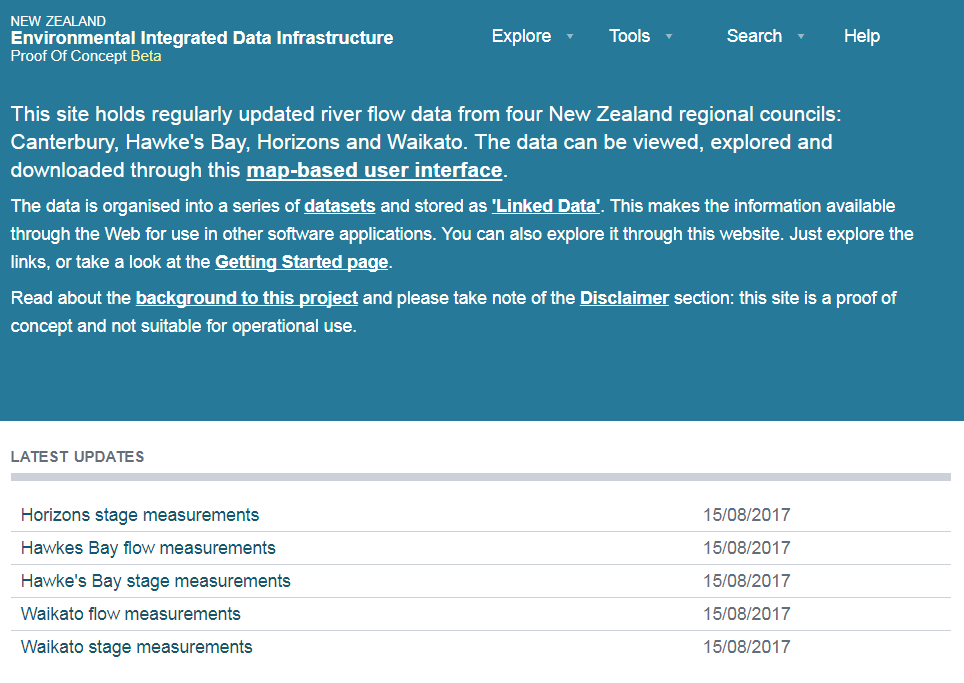 NEW ZEALAND
Environmental Integrated Data Infrastructure
Proof Of Concept Beta
Explore Tools Search Help
This site holds regularly updated river flow data from four New Zealand regional councils:
Canterbury, Hawke's Bay, Horizons and Waikato. The data can be viewed, explored and
downloaded through this map-based user interface.
The data is organised into a series of datasets and stored as 'Linked Data'. This makes the information available
through the Web for use in other software applications. You can also explore it through this website. Just explore the
links, or take a look at the Getting Started page.
Read about the background to this project and please take note of the Disclaimer section: this site is a proof of
concept and not suitable for operational use.
LATEST UPDATES
Horizons stage measurements 15/08/2017
Hawkes Bay flow measurements 15/08/2017
Hawke's Bay stage measurements 15/08/2017
Waikato flow measurements 15/08/2017
Waikato stage measurements 15/08/2017